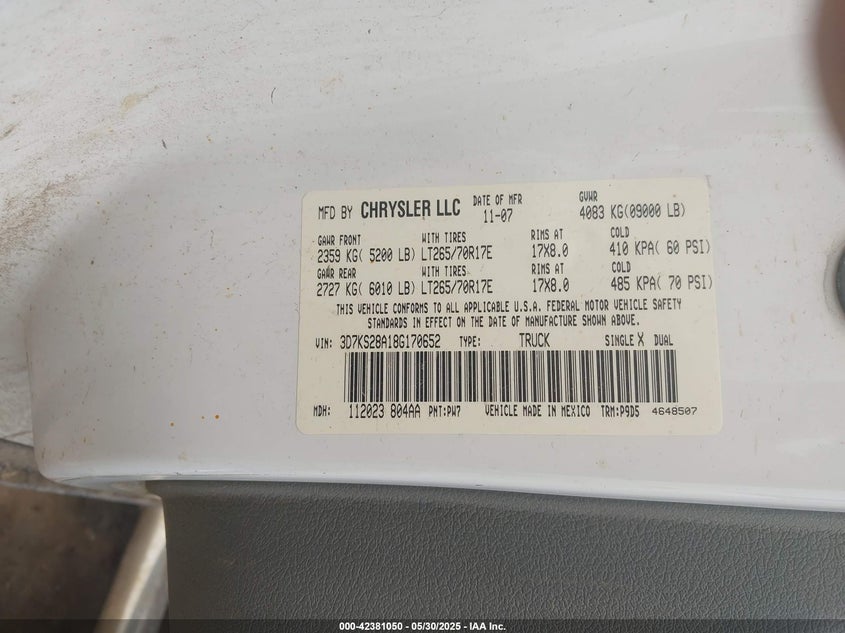 MFD BY CHRYSLER LLC DATE OF MFR 11-07 GVWR 4083 KG(09000 LB)
GAWR FRONT WITH TIRES RIMS AT COLD
2359 KG( 5200 LB) LT265/70R17E 17X8.0 410 KPA( 60 PSI)
GAWR REAR WITH TIRES RIMS AT COLD
2727 KG( 6010 LB) LT265/70R17E 17X8.0 485 KPA( 70 PSI)
THIS VEHICLE CONFORMS TO ALL APPLICABLE U.S.A. FEDERAL MOTOR VEHICLE SAFETY
STANDARDS IN EFFECT ON THE DATE OF MANUFACTURE SHOWN ABOVE.
VIN: 3D7KS28A18G170652 TYPE: TRUCK SINGLE X DUAL
MDH: 112023 804AA PNT:PW7 VEHICLE MADE IN MEXICO TRM:P9D5 4648507
000-42381050 - 05/30/2025 - IAA Inc.